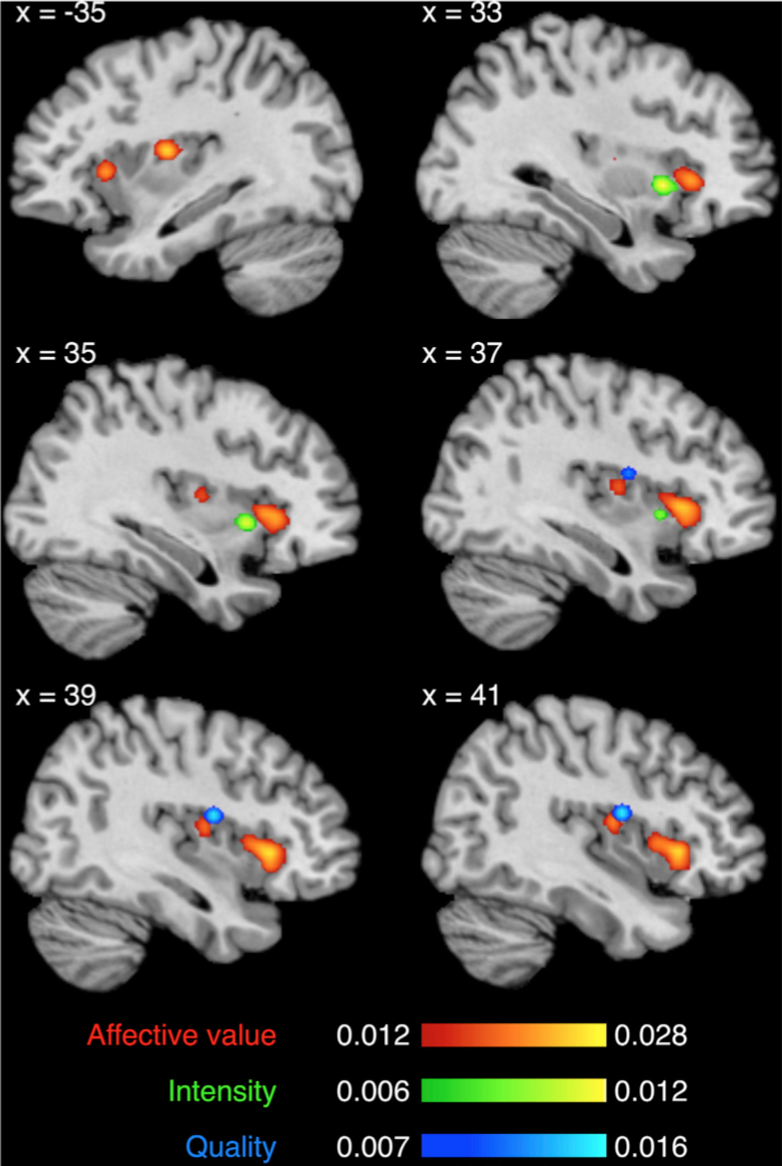 x = -35
x = 33
x = 35
x = 37
x = 39
x = 41
Affective value 0.012 0.028
Intensity 0.006 0.012
Quality 0.007 0.016